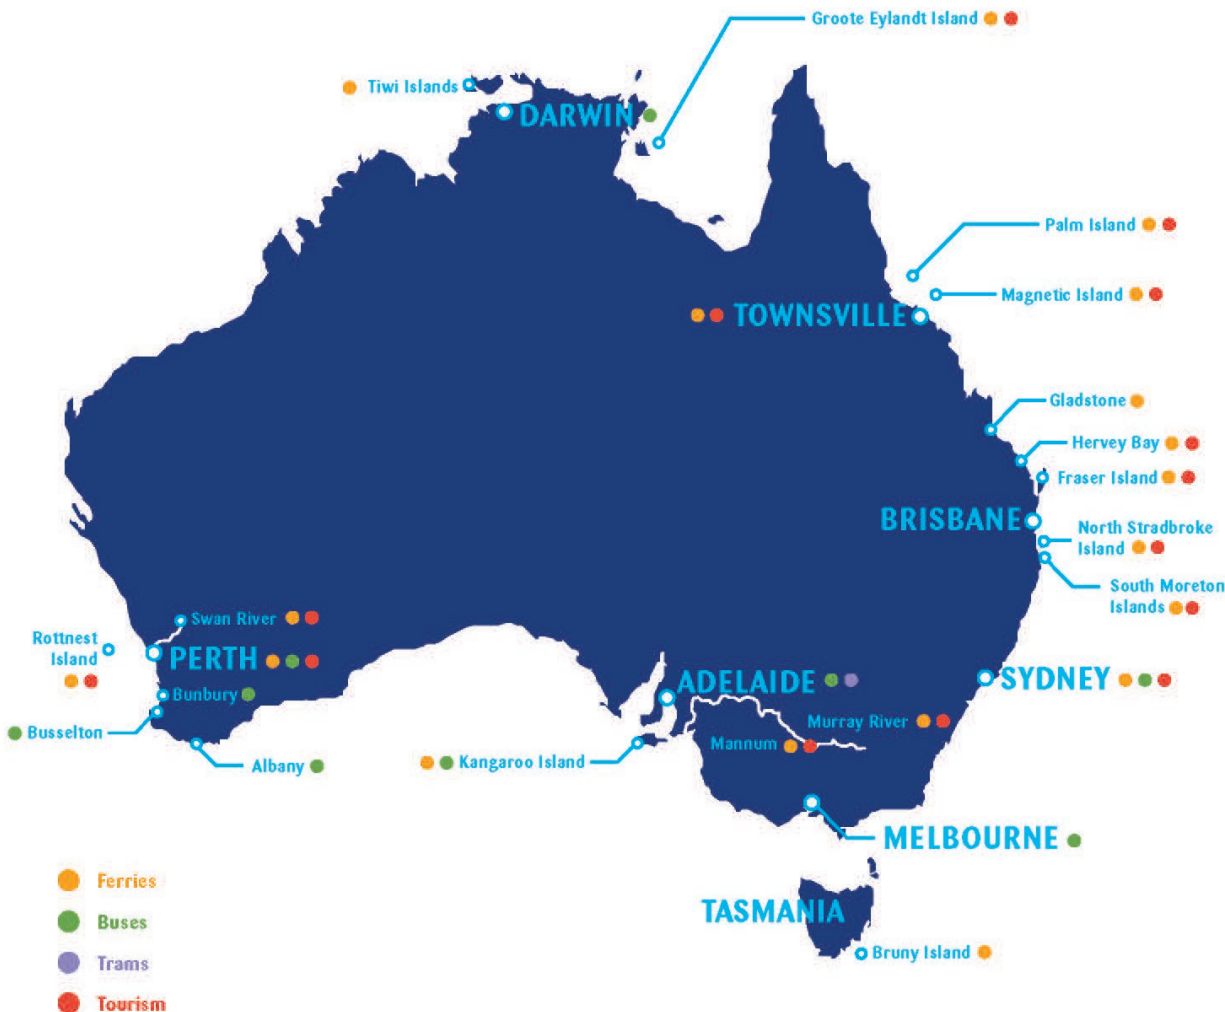 Groote Eylandt Island
Tiwi Islands
DARWIN
Palm Island
Magnetic Island
TOWNSVILLE
Gladstone
Hervey Bay
Fraser Island
BRISBANE
North Stradbroke
Island
South Moreton
Islands
Swan River
Rottnest
Island
PERTH
Bunbury
Busselton
Albany
ADELAIDE
SYDNEY
Murray River
Mannum
Kangaroo Island
MELBOURNE
TASMANIA
Bruny Island
Ferries
Buses
Trams
Tourism